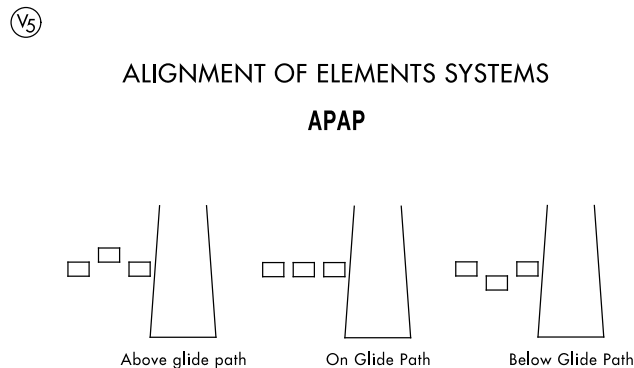 V5
ALIGNMENT OF ELEMENTS SYSTEMS
APAP
Above glide path
On Glide Path
Below Glide Path